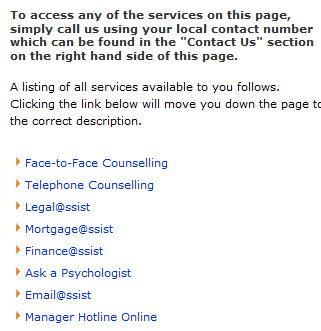 To access any of the services on this page,
simply call us using your local contact number
which can be found in the "Contact Us" section
on the right hand side of this page.
A listing of all services available to you follows.
Clicking the link below will move you down the page to
the correct description.
Face-to-Face Counselling
Telephone Counselling
Legal@ssist
Mortgage@ssist
Finance@ssist
Ask a Psychologist
Email@ssist
Manager Hotline Online